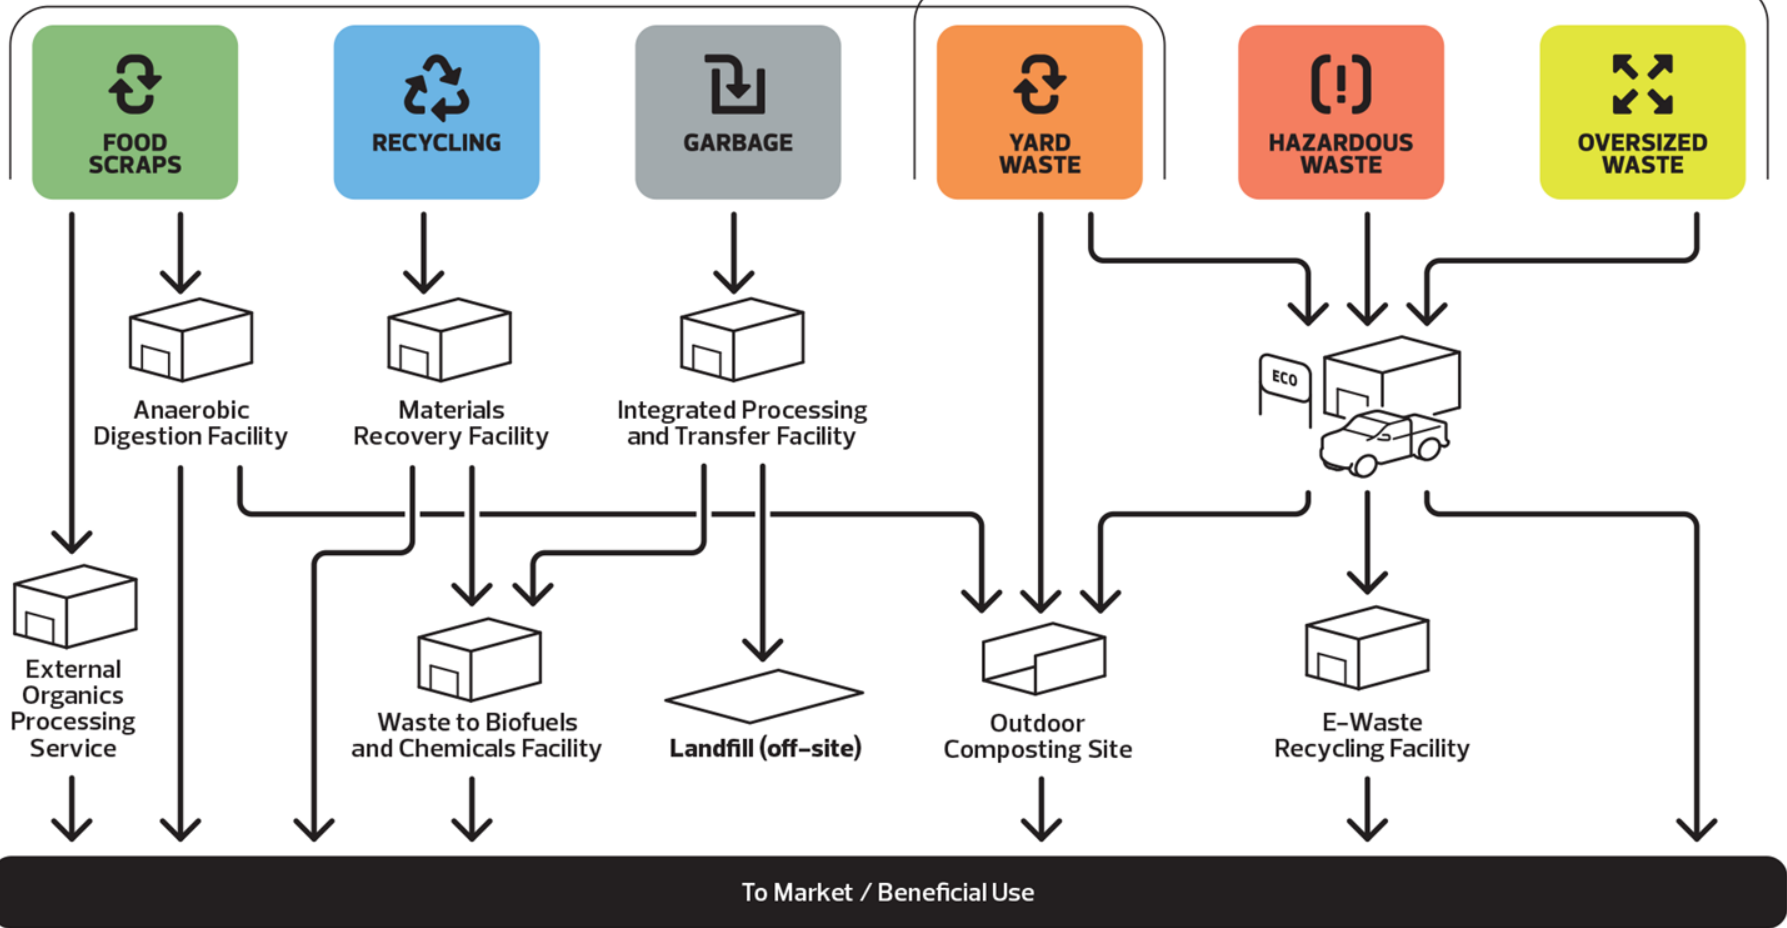 FOOD
SCRAPS
RECYCLING
GARBAGE
YARD
WASTE
HAZARDOUS
WASTE
OVERSIZED
WASTE
Anaerobic
Digestion Facility
Materials
Recovery Facility
Integrated Processing
and Transfer Facility
ECO
External
Organics
Processing
Service
Waste to Biofuels
and Chemicals Facility
Landfill (off-site)
Outdoor
Composting Site
E-Waste
Recycling Facility
To Market / Beneficial Use